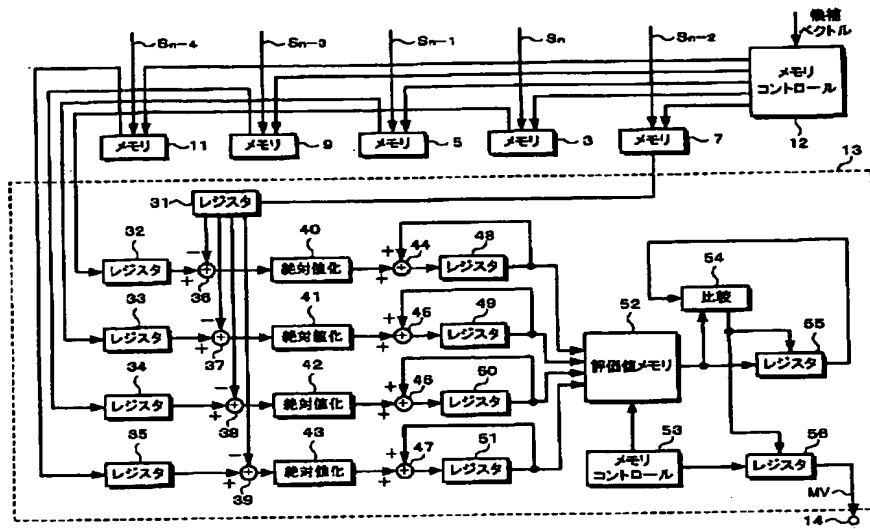 候補
ベクトル
Sn-4
Sn-3
Sn-1
Sn
Sn-2
メモリ
コントロール
12
メモリ
11
メモリ
9
メモリ
5
メモリ
3
メモリ
7
13
31
レジスタ
32
レジスタ
−
+
36
40
絶対値化
+
+
44
48
レジスタ
33
レジスタ
−
+
37
41
絶対値化
+
+
45
49
レジスタ
34
レジスタ
−
+
38
42
絶対値化
+
+
46
50
レジスタ
35
レジスタ
−
+
39
43
絶対値化
+
+
47
51
レジスタ
52
評価値メモリ
54
比較
55
レジスタ
53
メモリ
コントロール
56
レジスタ
MV
14